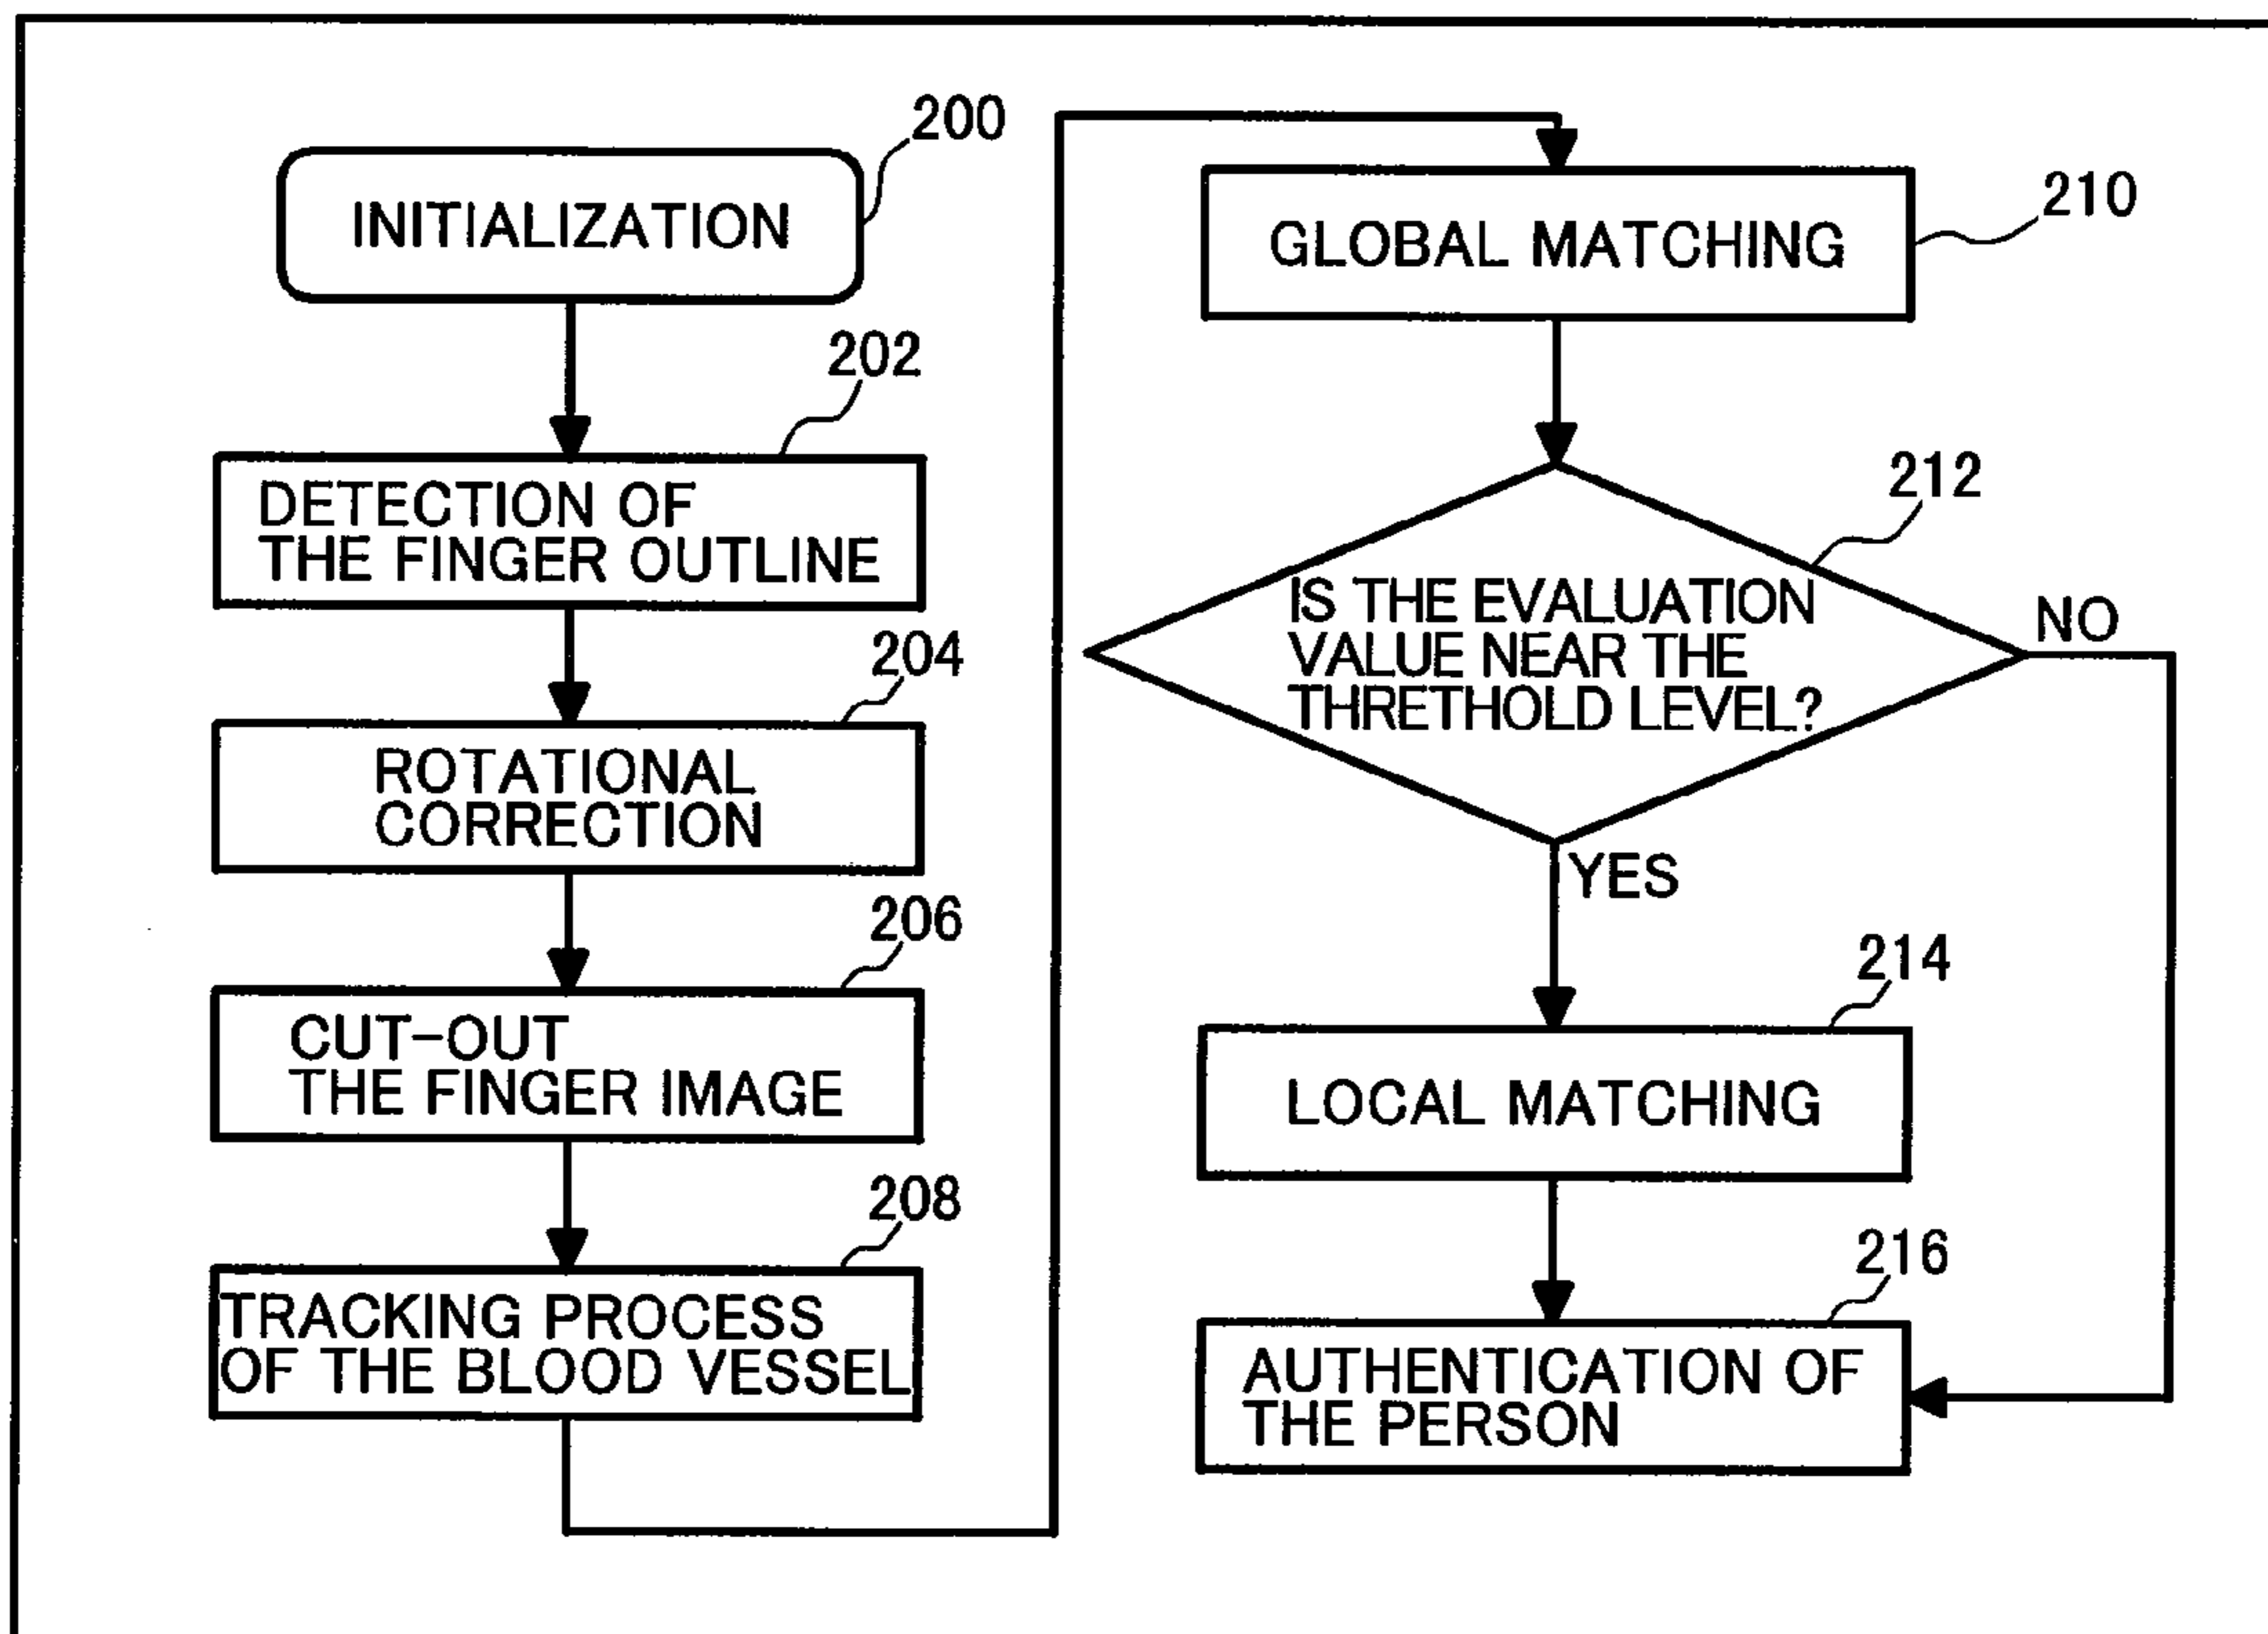 200
INITIALIZATION
202
DETECTION OF
THE FINGER OUTLINE
204
ROTATIONAL
CORRECTION
206
CUT-OUT
THE FINGER IMAGE
208
TRACKING PROCESS
OF THE BLOOD VESSEL
210
GLOBAL MATCHING
212
IS THE EVALUATION
VALUE NEAR THE
THRETHOLD LEVEL?
NO
YES
214
LOCAL MATCHING
216
AUTHENTICATION OF
THE PERSON